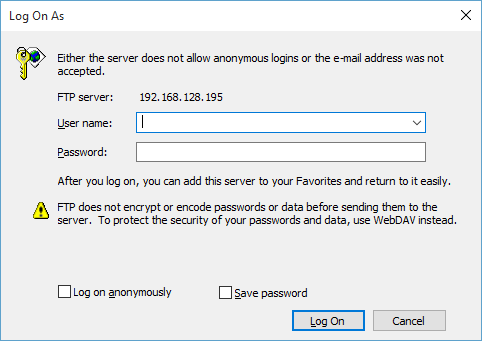 Log On As
Either the server does not allow anonymous logins or the e-mail address was not
accepted.
FTP server: 192.168.128.195
User name:
Password:
After you log on, you can add this server to your Favorites and return to it easily.
FTP does not encrypt or encode passwords or data before sending them to the
server. To protect the security of your passwords and data, use WebDAV instead.
Log on anonymously Save password
Log On Cancel